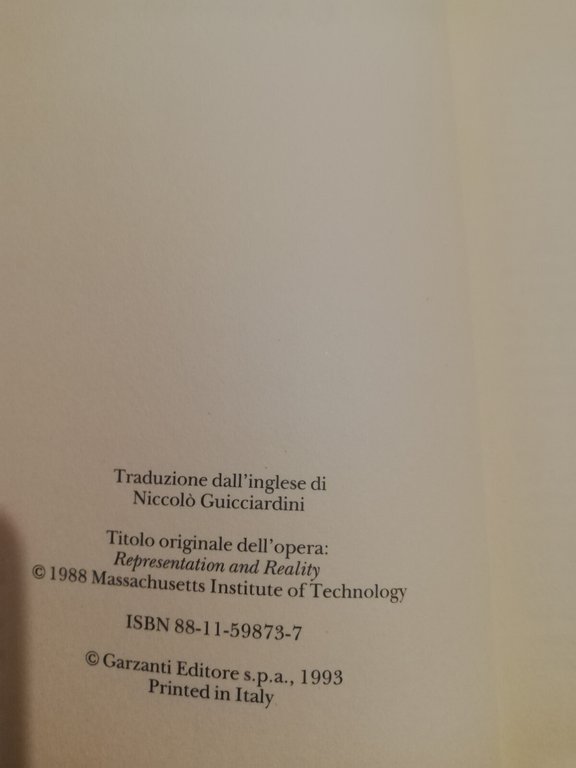 Traduzione dall'inglese di
Niccolò Guicciardini
Titolo originale dell'opera:
Representation and Reality
© 1988 Massachusetts Institute of Technology
ISBN 88-11-59873-7
© Garzanti Editore s.p.a., 1993
Printed in Italy